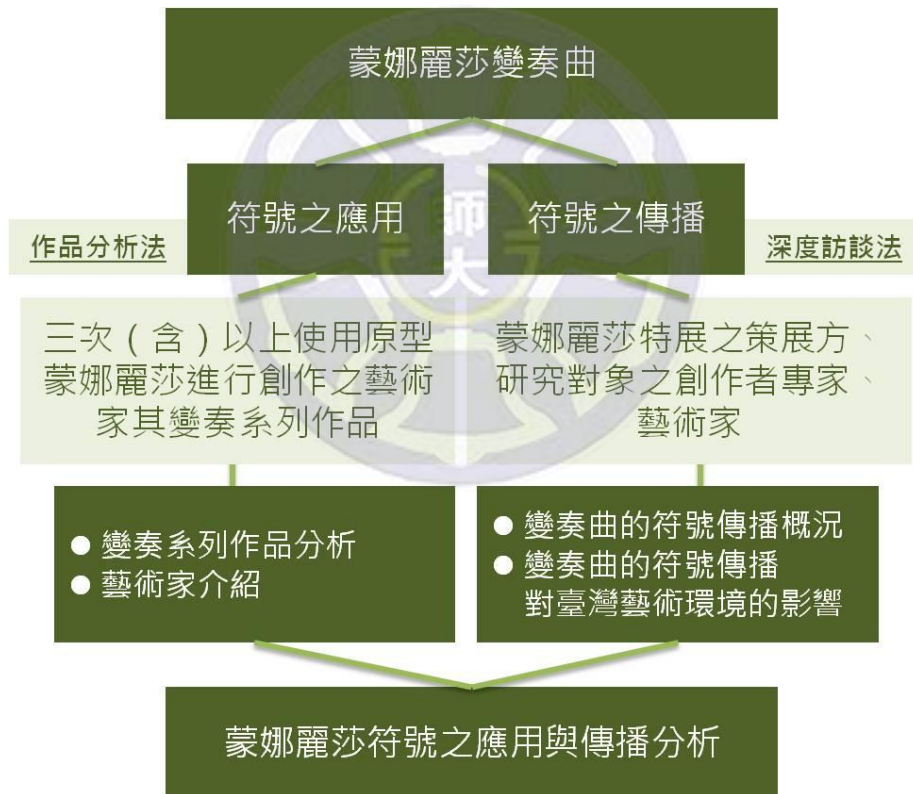 蒙娜麗莎變奏曲
符號之應用
符號之傳播
師大
作品分析法
深度訪談法
三次（含）以上使用原型
蒙娜麗莎進行創作之藝術
家其變奏系列作品
蒙娜麗莎特展之策展方、
研究對象之創作者專家、
藝術家
● 變奏系列作品分析
● 藝術家介紹
● 變奏曲的符號傳播概況
● 變奏曲的符號傳播
對臺灣藝術環境的影響
蒙娜麗莎符號之應用與傳播分析